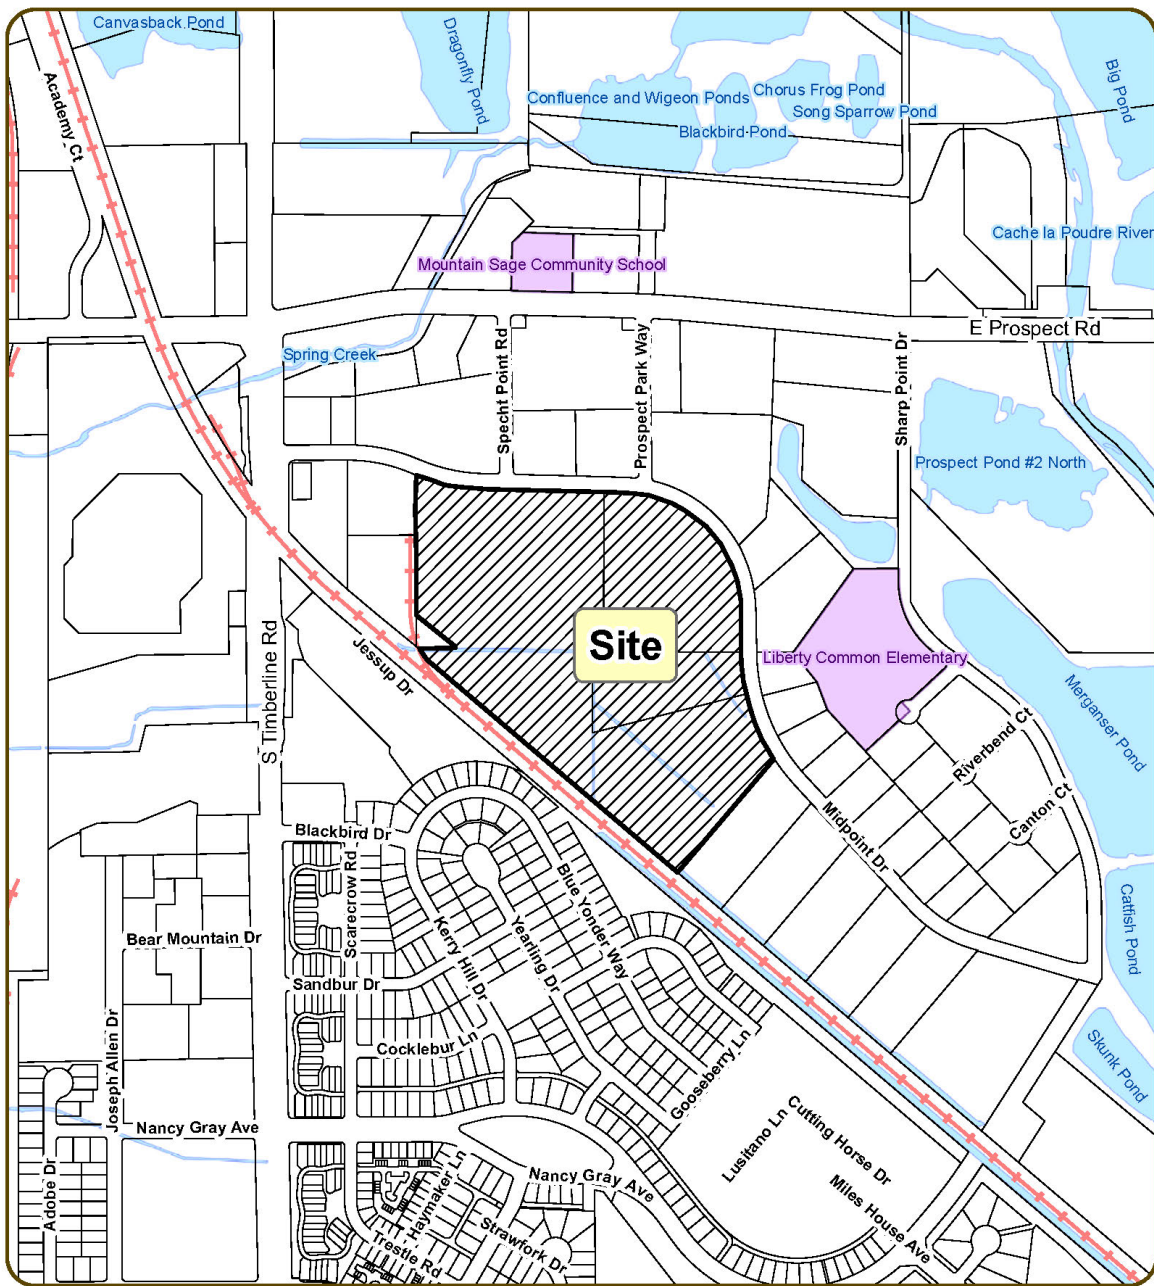 Canvasback Pond
Dragonfly Pond
Big Pond
Academy Ct
Confluence and Wigeon Ponds
Chorus Frog Pond
Song Sparrow Pond
Blackbird Pond
Cache la Poudre River
Mountain Sage Community School
E Prospect Rd
Spring Creek
Specht Point Rd
Prospect Park Way
Sharp Point Dr
Prospect Pond #2 North
Site
Jessup Dr
S Timberline Rd
Liberty Common Elementary
Merganser Pond
Riverbend Ct
Canton Ct
Midpoint Dr
Blackbird Dr
Scarecrow Rd
Blue Yonder Way
Yearling Dr
Kerry Hill Dr
Catfish Pond
Bear Mountain Dr
Sandbur Dr
Cocklebur Ln
Gooseberry Ln
Skunk Pond
Joseph Allen Dr
Nancy Gray Ave
Adobe Dr
Lusitano Ln
Cutting Horse Dr
Miles House Ave
Nancy Gray Ave
Haymaker Ln
Strawfork Dr
Trestle Rd